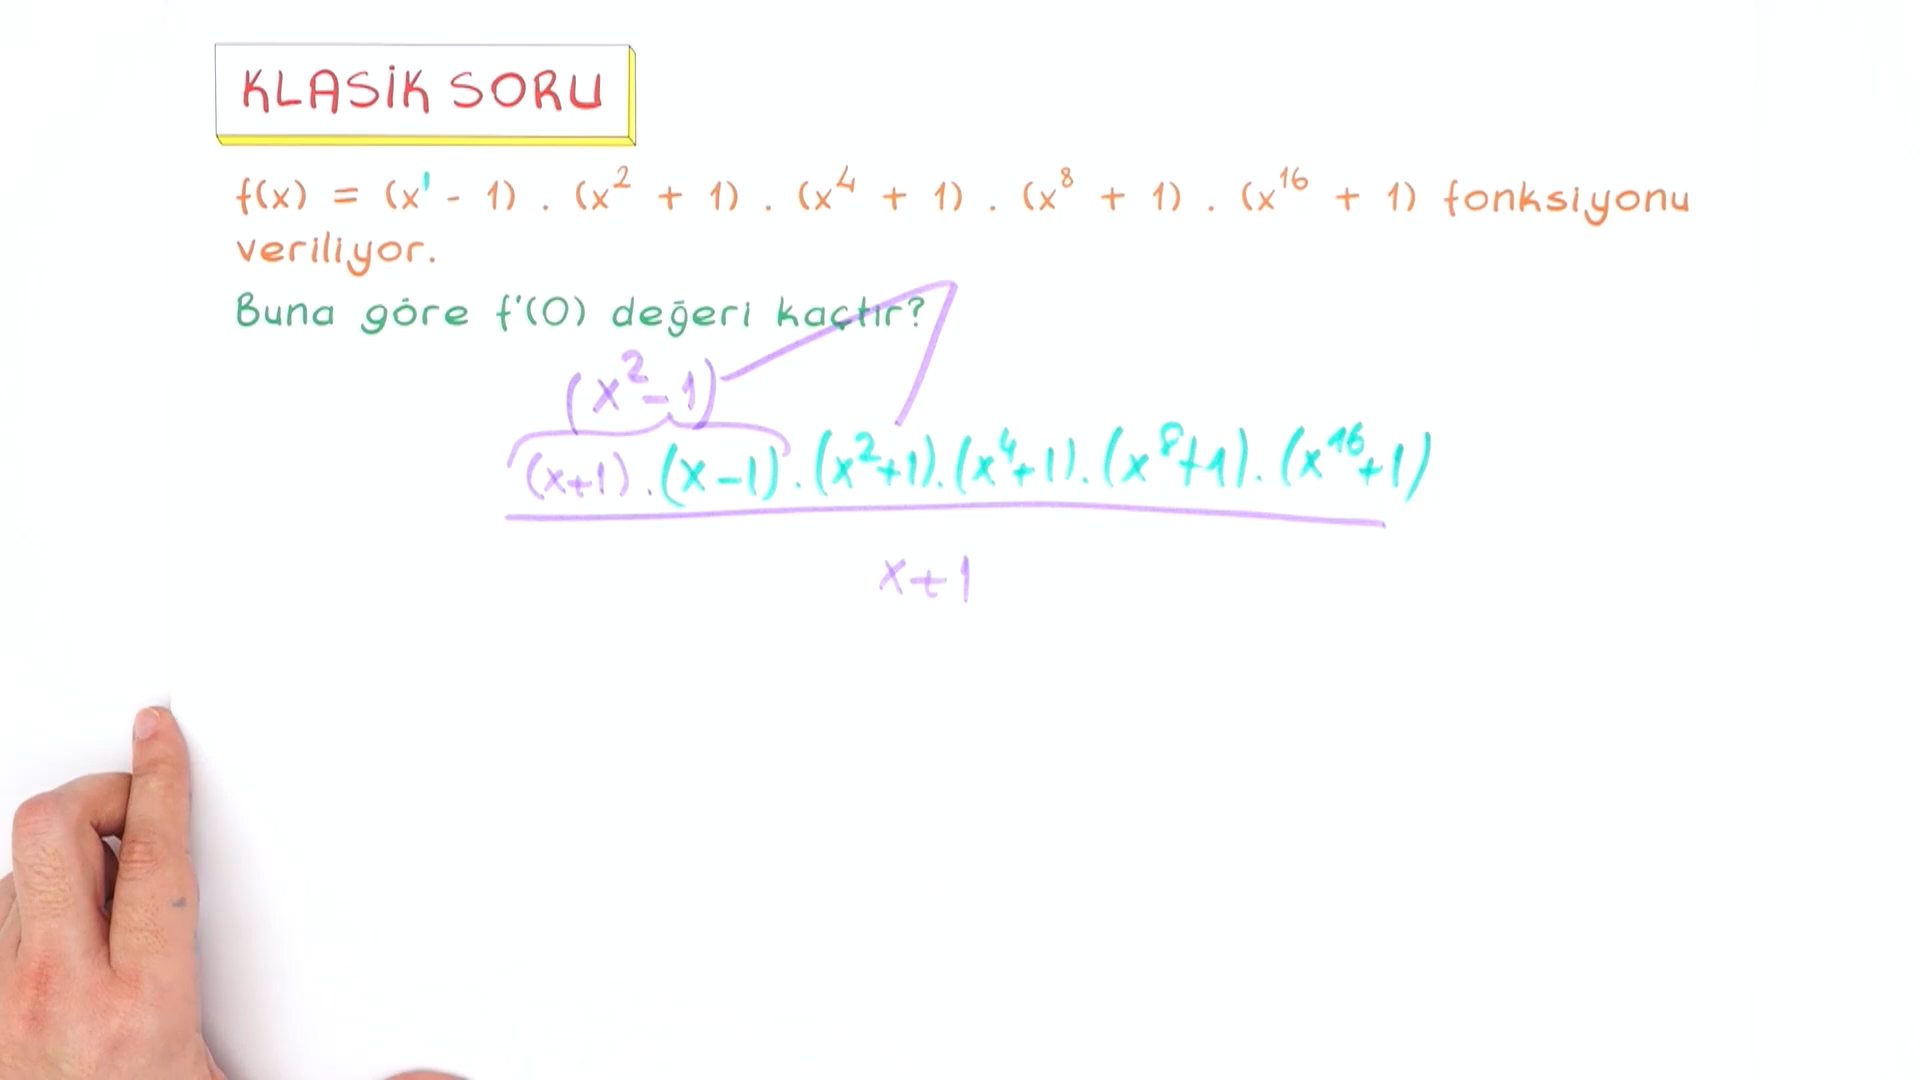 KLASİK SORU
f(x) = (x¹ - 1) . (x² + 1) . (x⁴ + 1) . (x⁸ + 1) . (x¹⁶ + 1) fonksiyonu
veriliyor.
Buna göre f'(0) değeri kaçtır?
(x²-1)
(x+1).(x-1).(x²+1).(x⁴+1).(x⁸+1).(x¹⁶+1)
x+1